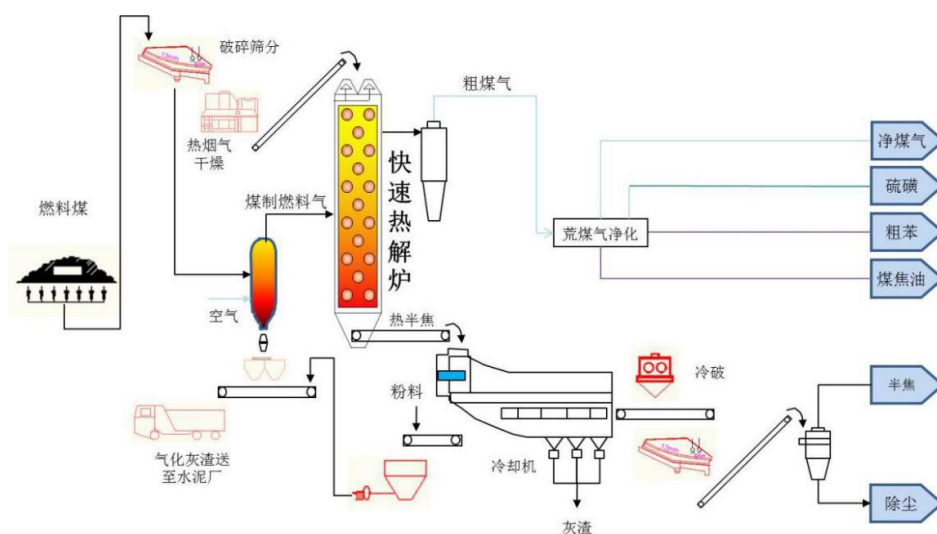 破碎筛分
粗煤气
净煤气
热烟气
干燥
快速热解炉
硫磺
煤制燃料气
燃料煤
荒煤气净化
粗苯
煤焦油
空气
热半焦
粉料
冷破
半焦
气化灰渣送
至水泥厂
冷却机
灰渣
除尘